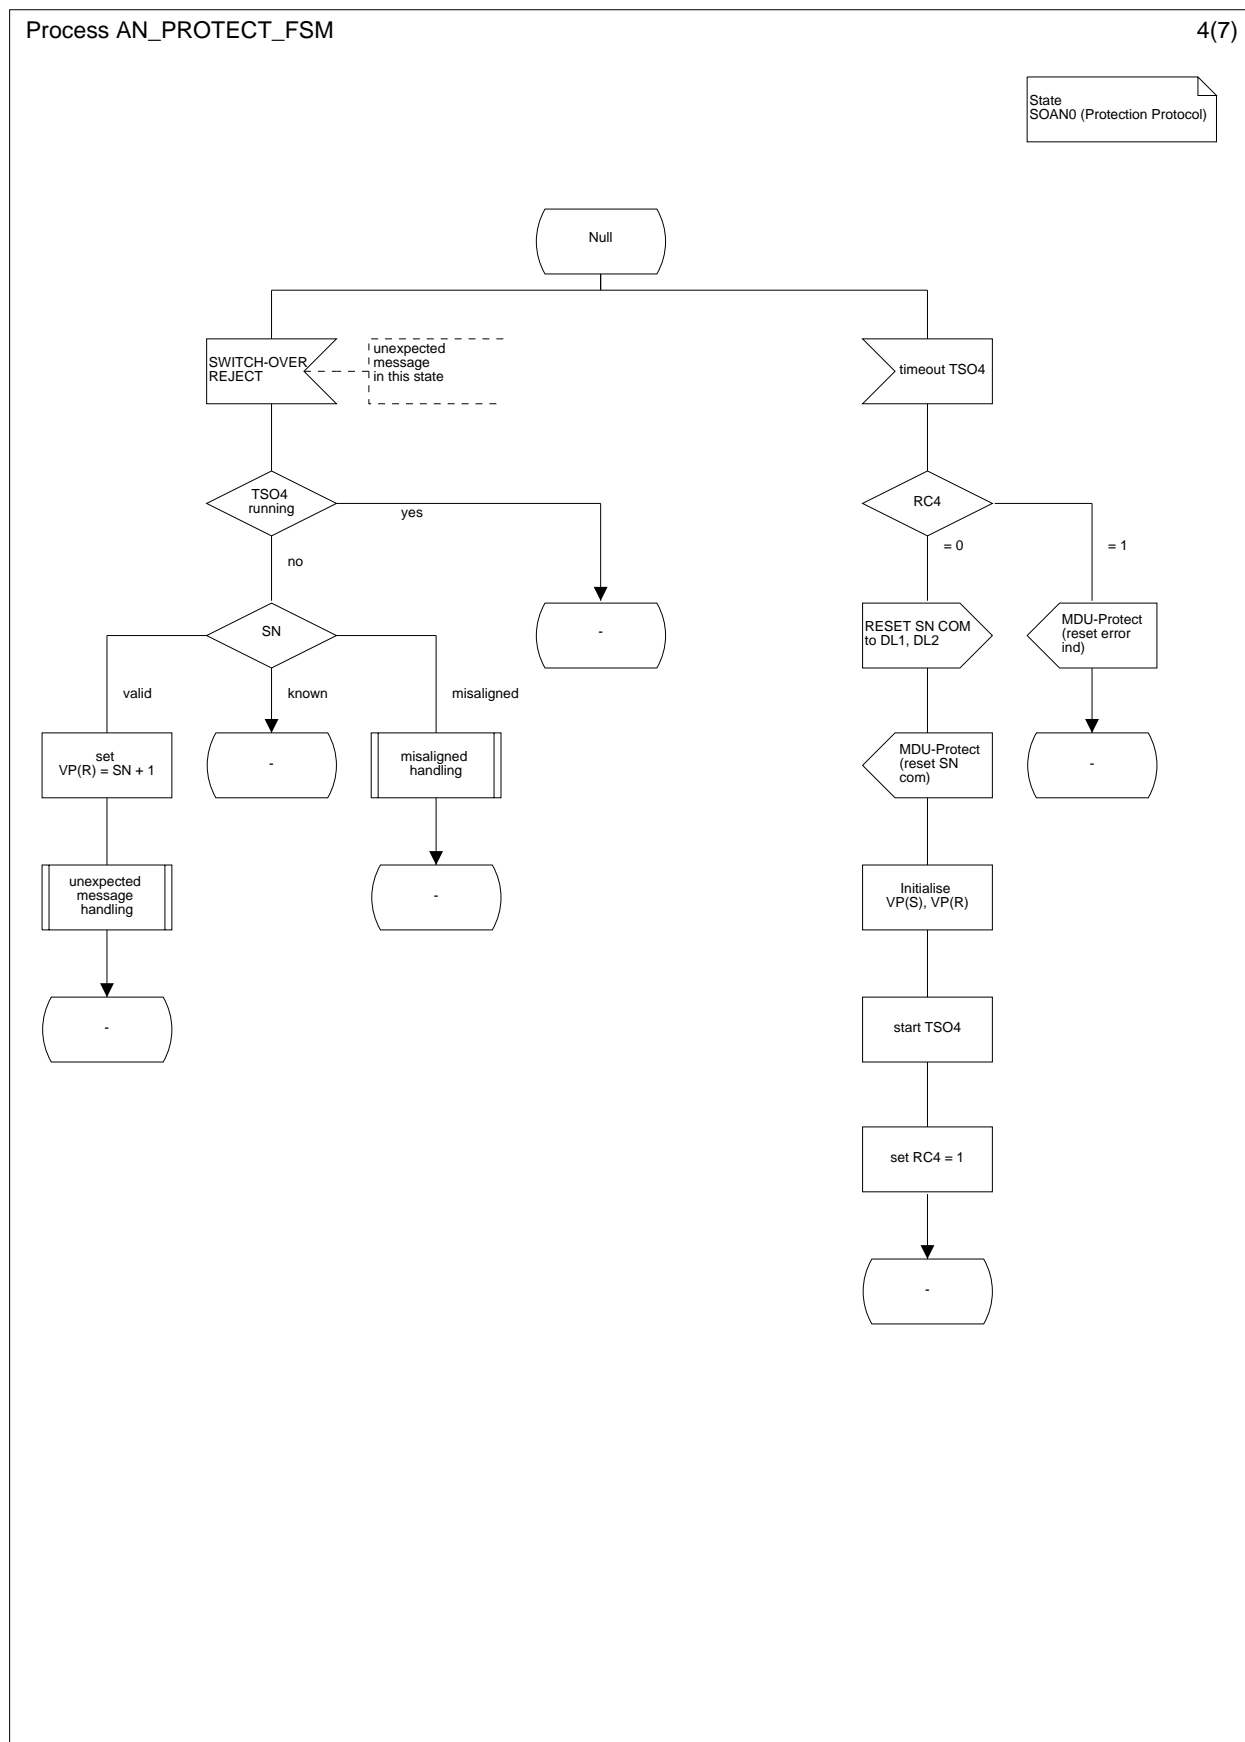 Process AN_PROTECT_FSM
4(7)
State
SOAN0 (Protection Protocol)
Null
SWITCH-OVER
REJECT
unexpected
message
in this state
timeout TSO4
TSO4
running
yes
no
RC4
= 0
= 1
SN
valid
known
misaligned
-
RESET SN COM
to DL1, DL2
MDU-Protect
(reset error
ind)
set
VP(R) = SN + 1
-
misaligned
handling
MDU-Protect
(reset SN
com)
-
unexpected
message
handling
-
Initialise
VP(S), VP(R)
-
start TSO4
set RC4 = 1
-